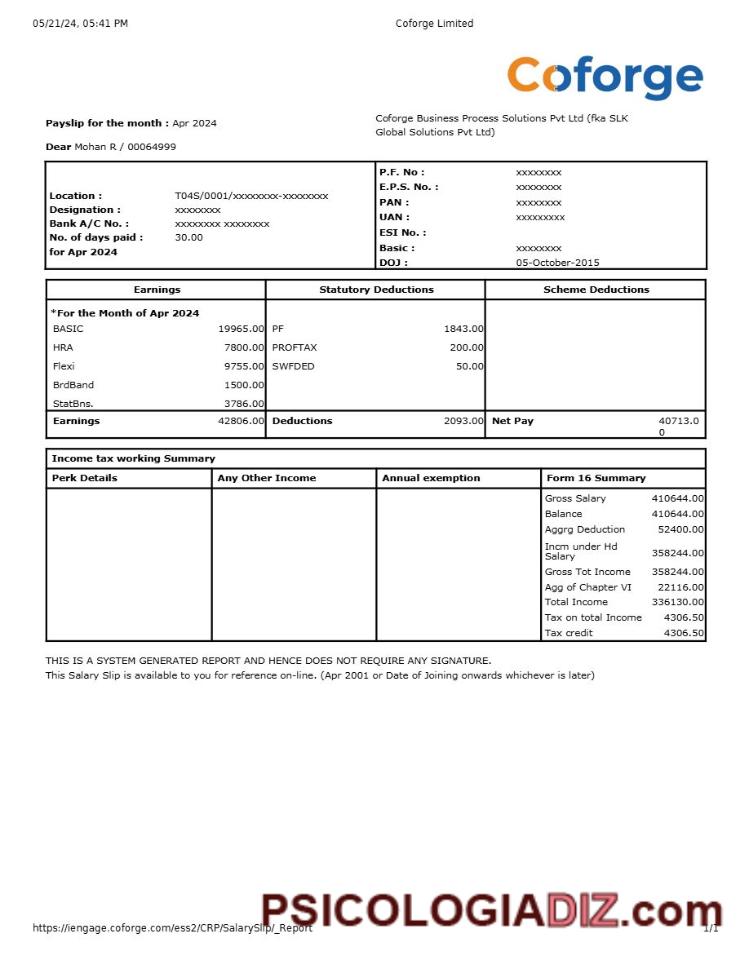 05/21/24, 05:41 PM Coforge Limited
Coforge
Payslip for the month : Apr 2024
Coforge Business Process Solutions Pvt Ltd (fka SLK
Global Solutions Pvt Ltd)
Dear Mohan R / 00064999
Location : T04S/0001/xxxxxxxx-xxxxxxxx
Designation : xxxxxxxx
Bank A/C No. : xxxxxxxx xxxxxxxx
No. of days paid : 30.00
for Apr 2024
P.F. No : xxxxxxxx
E.P.S. No. : xxxxxxxx
PAN : xxxxxxxx
UAN : xxxxxxxxx
ESI No. :
Basic : xxxxxxxx
DOJ : 05-October-2015
Earnings Statutory Deductions Scheme Deductions
*For the Month of Apr 2024
BASIC 19965.00 PF 1843.00
HRA 7800.00 PROFTAX 200.00
Flexi 9755.00 SWFDED 50.00
BrdBand 1500.00
StatBns. 3786.00
Earnings 42806.00 Deductions 2093.00 Net Pay 40713.0
0
Income tax working Summary
Perk Details Any Other Income Annual exemption Form 16 Summary
Gross Salary 410644.00
Balance 410644.00
Aggrg Deduction 52400.00
Incm under Hd
Salary 358244.00
Gross Tot Income 358244.00
Agg of Chapter VI 22116.00
Total Income 336130.00
Tax on total Income 4306.50
Tax credit 4306.50
THIS IS A SYSTEM GENERATED REPORT AND HENCE DOES NOT REQUIRE ANY SIGNATURE.
This Salary Slip is available to you for reference on-line. (Apr 2001 or Date of Joining onwards whichever is later)
PSICOLOGIADIZ.com
https://iengage.coforge.com/ess2/CRP/SalarySlip/_Report 1/1